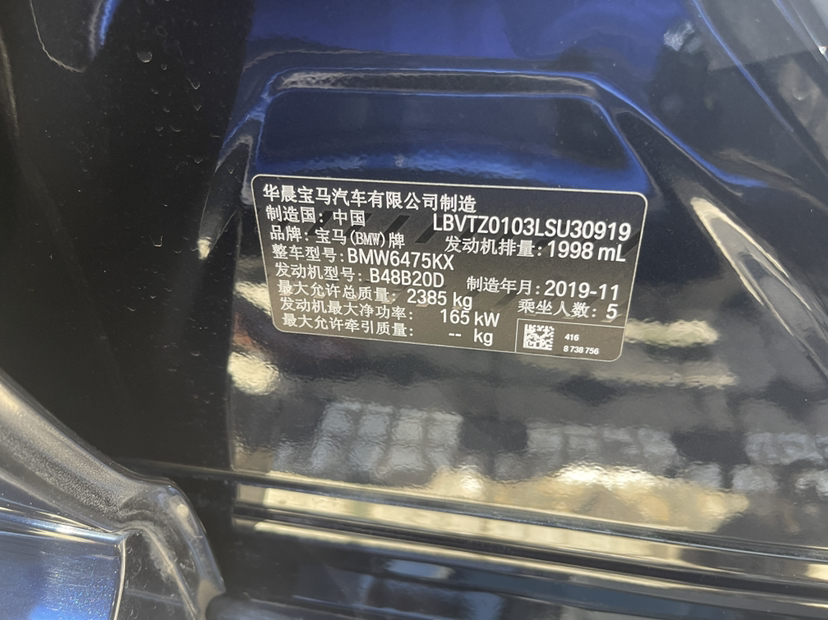 华晨宝马汽车有限公司制造
制造国：中国 LBVTZ0103LSU30919
品牌：宝马(BMW)牌 发动机排量：1998 mL
整车型号：BMW6475KX
发动机型号：B48B20D 制造年月：2019-11
最大允许总质量：2385 kg 乘坐人数：5
发动机最大净功率：165 kW
最大允许牵引质量：-- kg
416
8 738 756